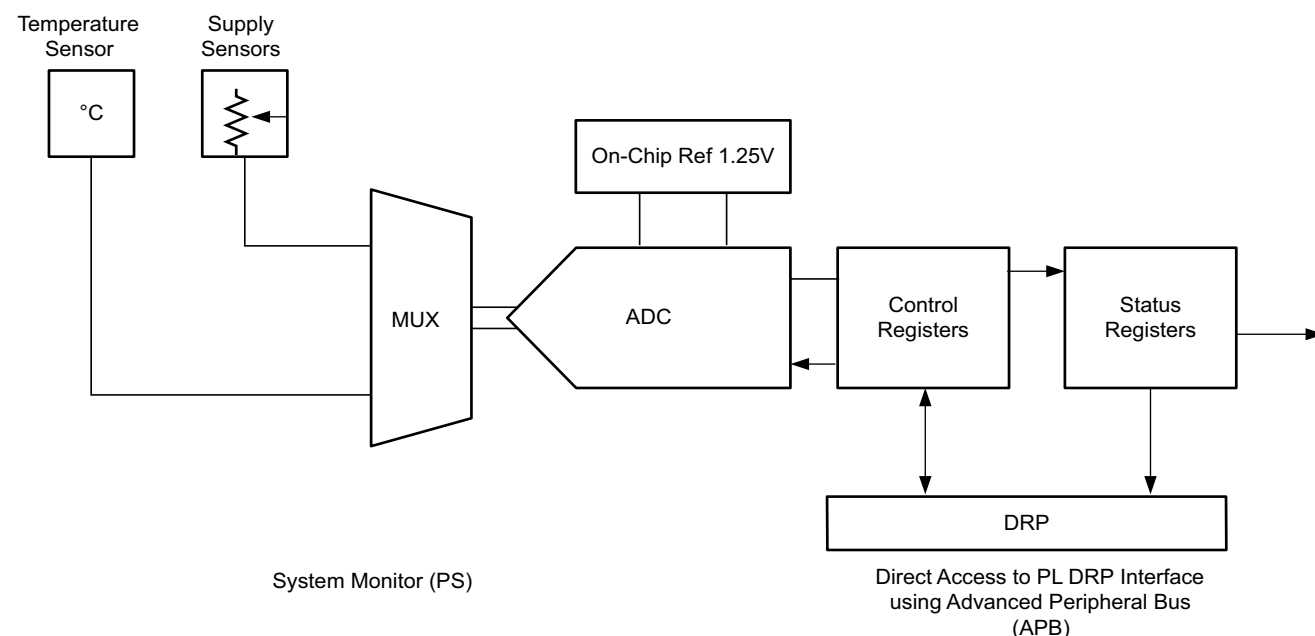 Temperature
Sensor
Supply
Sensors
°C
On-Chip Ref 1.25V
MUX
ADC
Control
Registers
Status
Registers
DRP
System Monitor (PS)
Direct Access to PL DRP Interface
using Advanced Peripheral Bus
(APB)